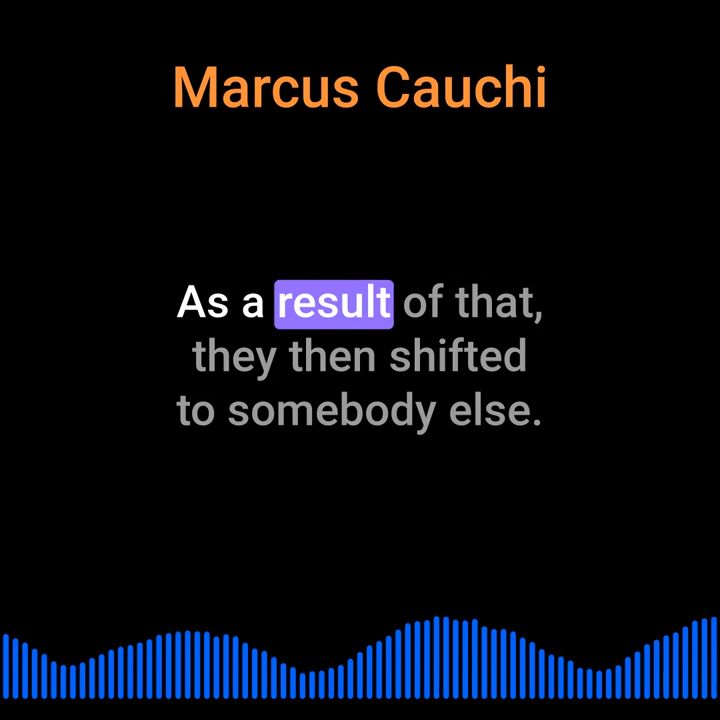 Marcus Cauchi
As a result of that,
they then shifted
to somebody else.